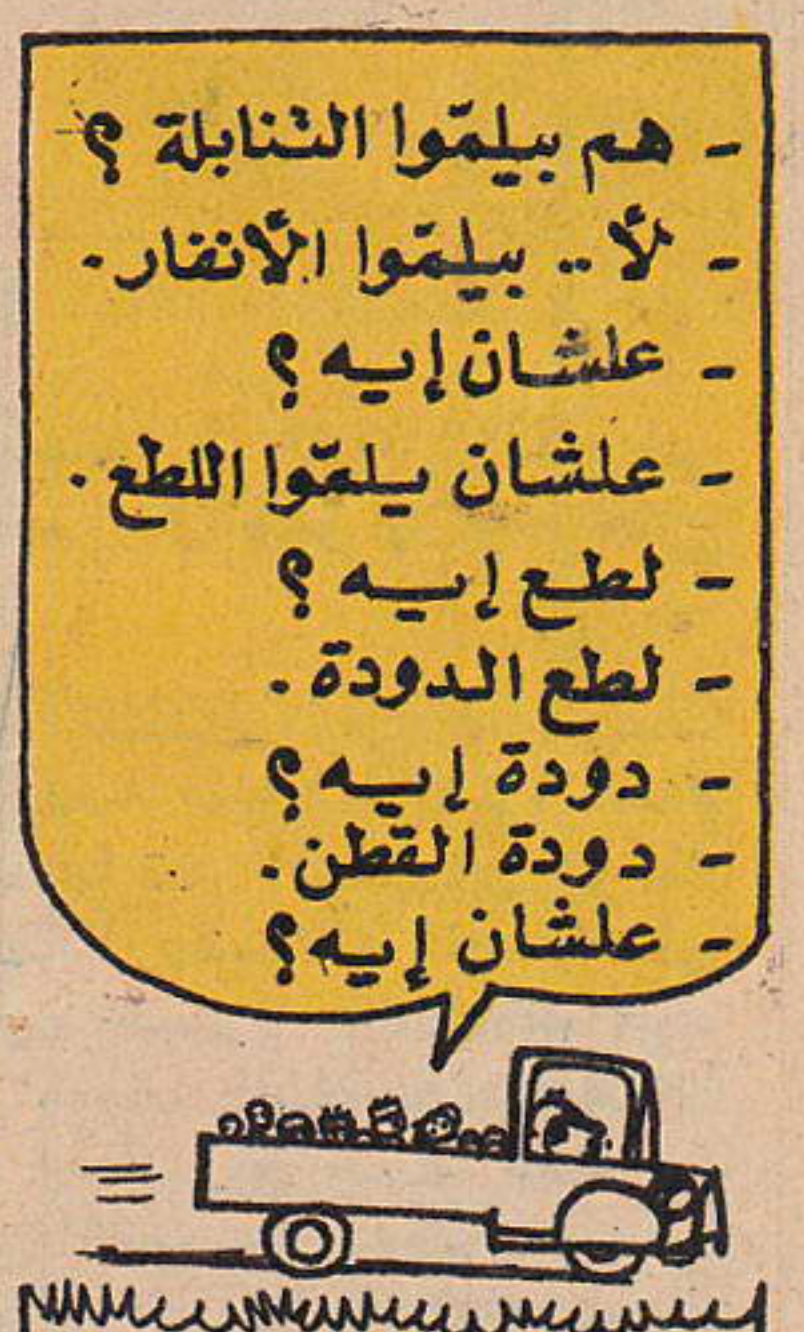 - هم بيلمّوا التنابلة ؟
- لأ .. بيلمّوا الأنفار .
- علشان إيه ؟
- علشان يلمّوا اللطع .
- لطع إيه ؟
- لطع الدودة .
- دودة إيه ؟
- دودة القطن .
- علشان إيه ؟